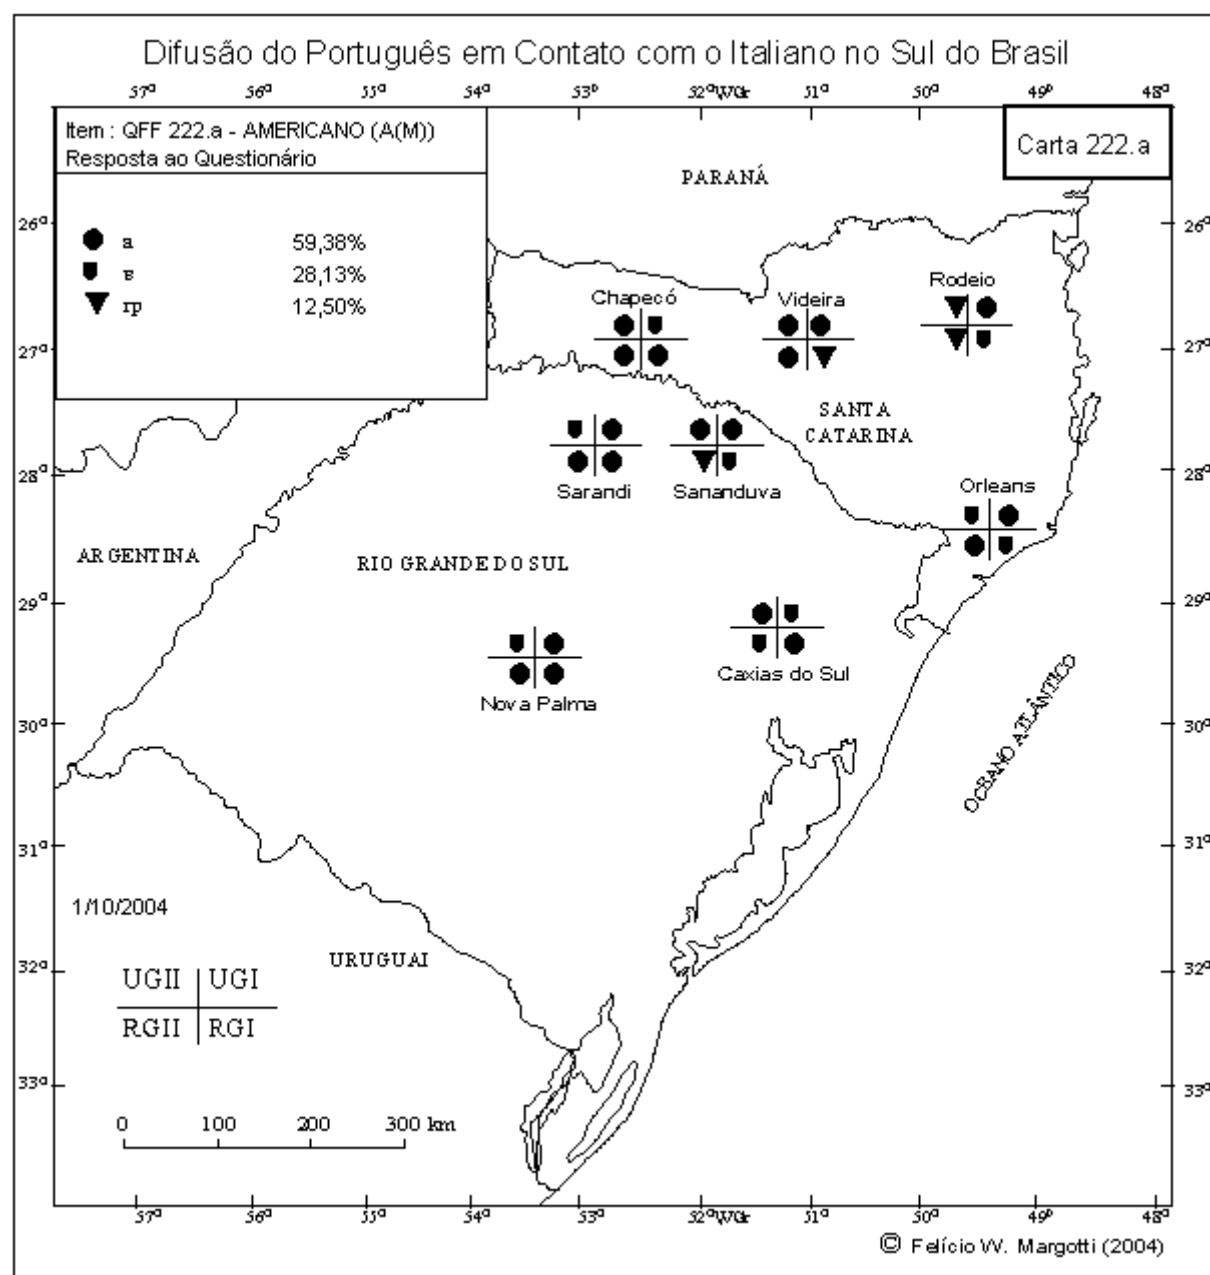 Difusão do Português em Contato com o Italiano no Sul do Brasil
57º 56º 55º 54º 53º 52º WGr 51º 50º 49º 48º
Item : QFF 222.a - AMERICANO (A(M))
Resposta ao Questionário
a 59,38%
ɐ 28,13%
rp 12,50%
Carta 222.a
PARANÁ
26º 26º
Chapecó Videira Rodeio
27º 27º
SANTA
CATARINA
28º 28º
Sarandi Sananduva Orleans
ARGENTINA
RIO GRANDE DO SUL
29º 29º
Caxias do Sul
Nova Palma
30º 30º
OCEANO ATLÂNTICO
31º 31º
1/10/2004
URUGUAI
32º 32º
UGII UGI
RGII RGI
33º 33º
0 100 200 300 km
57º 56º 55º 54º 53º 52º WGr 51º 50º 49º 48º
© Felício W. Margotti (2004)